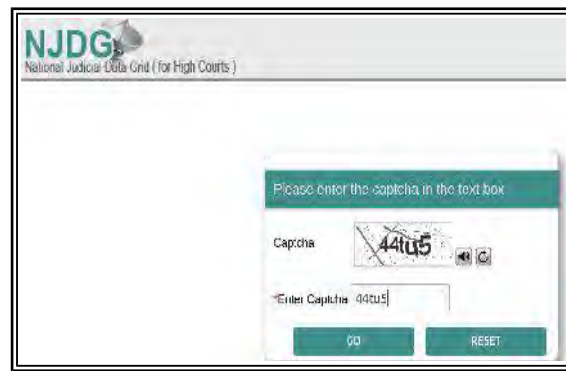 NJDG
National Judicial Data Grid ( for High Courts )
Please enter the captcha in the text box
Captcha 44tu5
*Enter Captcha 44tu5
GO RESET